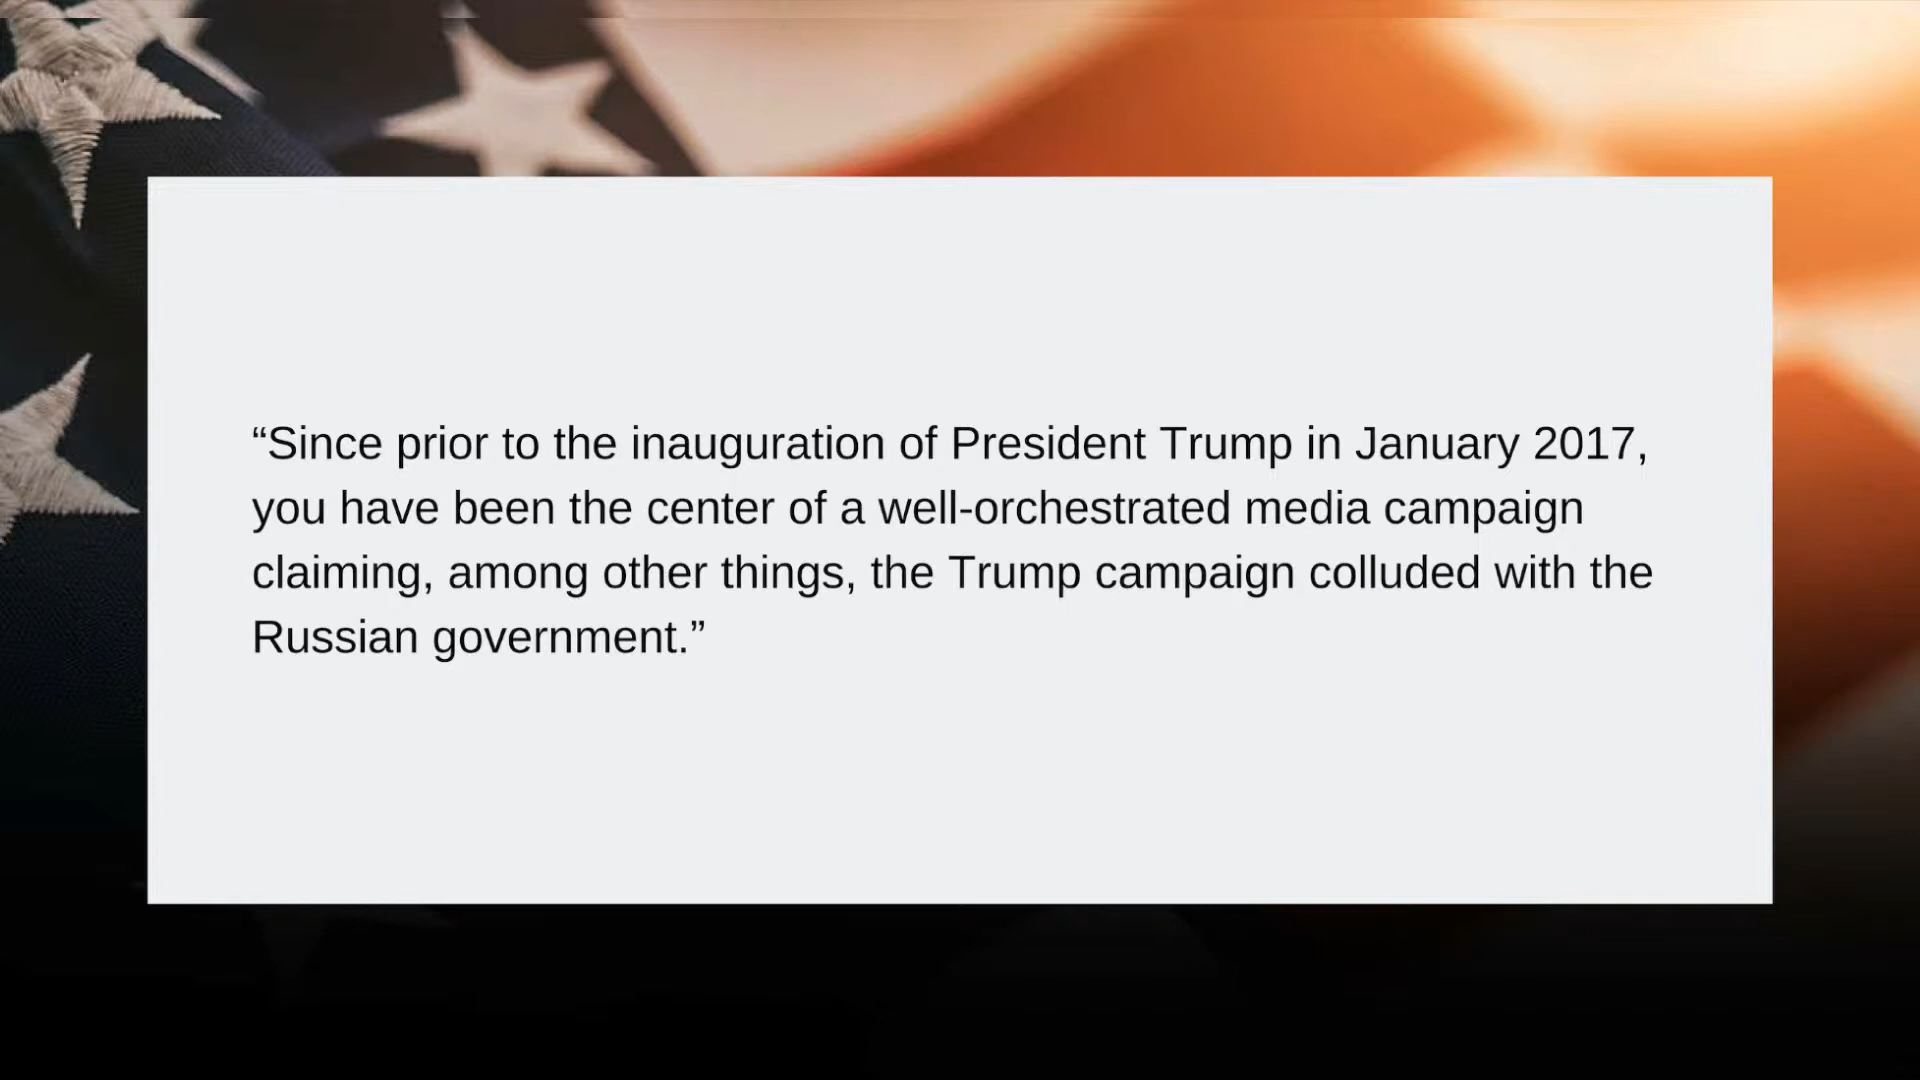 “Since prior to the inauguration of President Trump in January 2017,
you have been the center of a well-orchestrated media campaign
claiming, among other things, the Trump campaign colluded with the
Russian government.”